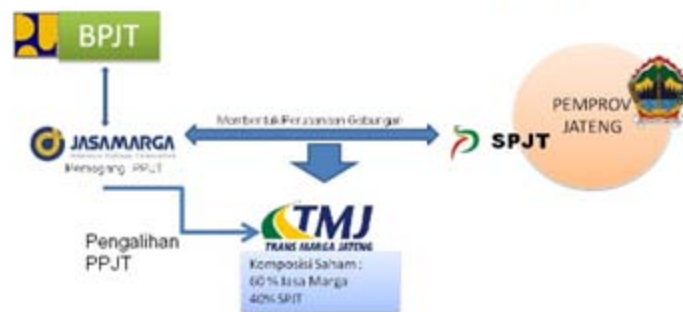 BPJT
PEMPROV
JATENG
Membentuk Perusahaan Gabungan
JASAMARGA
SPJT
Pemegang PPJT
TMJ
TRANS MARGA JATENG
Pengalihan
PPJT
Komposisi Saham :
60 % Jasa Marga
40% SPJT